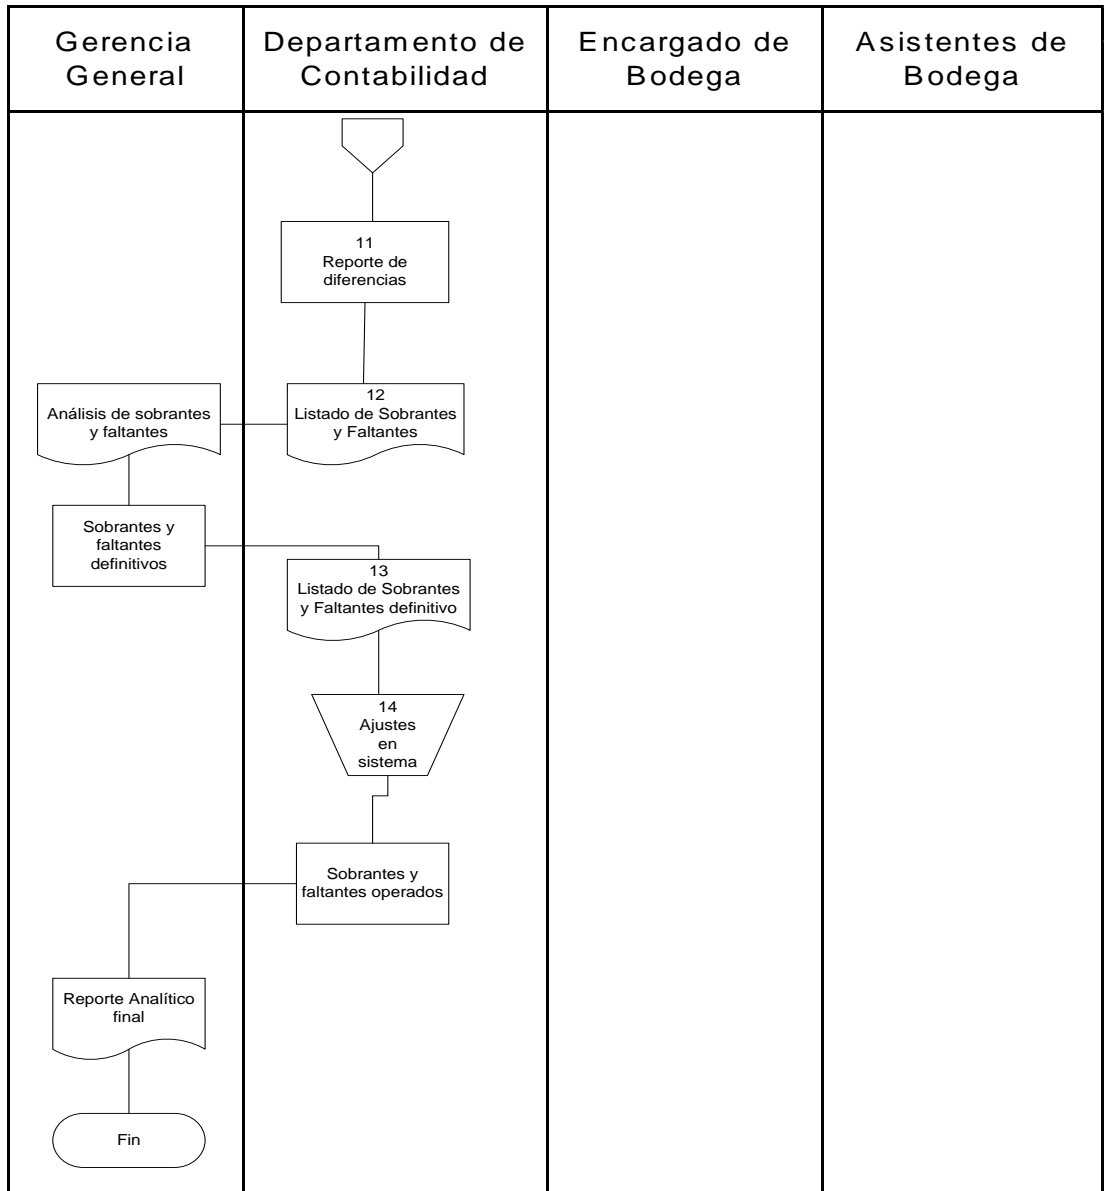 Gerencia
General
Departamento de
Contabilidad
Encargado de
Bodega
Asistentes de
Bodega
11
Reporte de
diferencias
12
Listado de Sobrantes
y Faltantes
Análisis de sobrantes
y faltantes
Sobrantes y
faltantes
definitivos
13
Listado de Sobrantes
y Faltantes definitivo
14
Ajustes
en
sistema
Sobrantes y
faltantes operados
Reporte Analítico
final
Fin